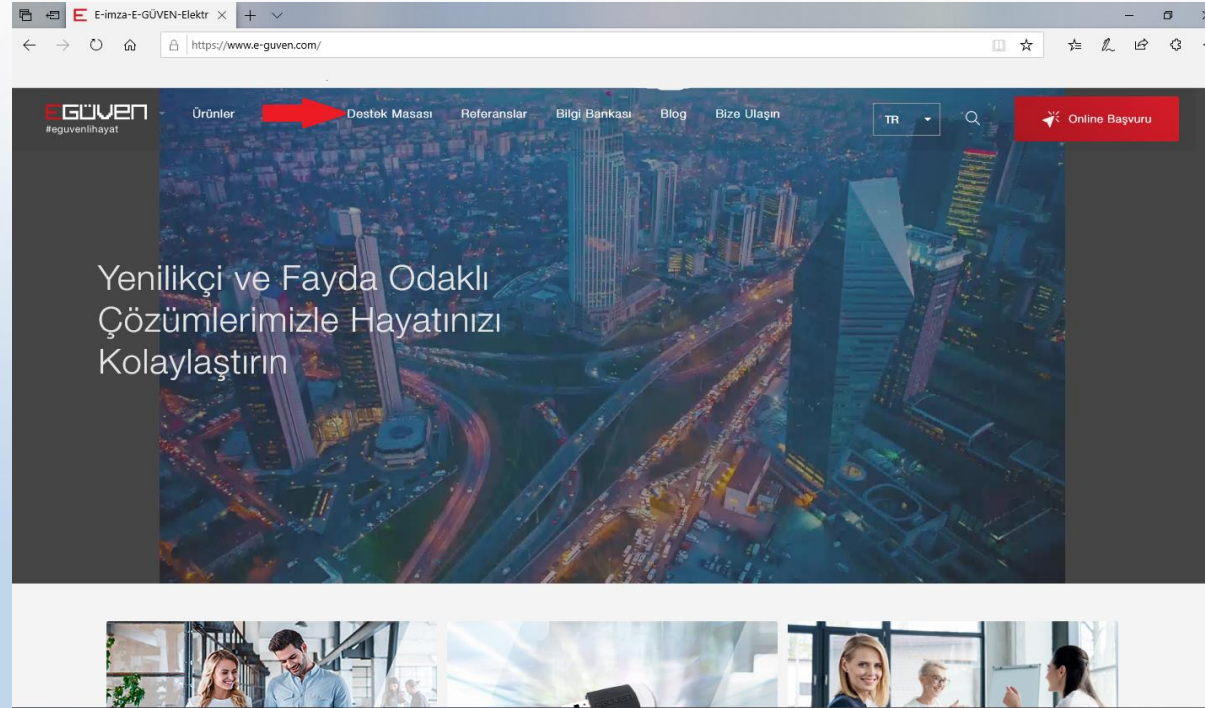 E-imza-E-GÜVEN-Elektr
https://www.e-guven.com/
EGÜVEN
#eguvenlihayat
Ürünler
Destek Masası
Referanslar
Bilgi Bankası
Blog
Bize Ulaşın
TR
Online Başvuru
Yenilikçi ve Fayda Odaklı
Çözümlerimizle Hayatınızı
Kolaylaştırın